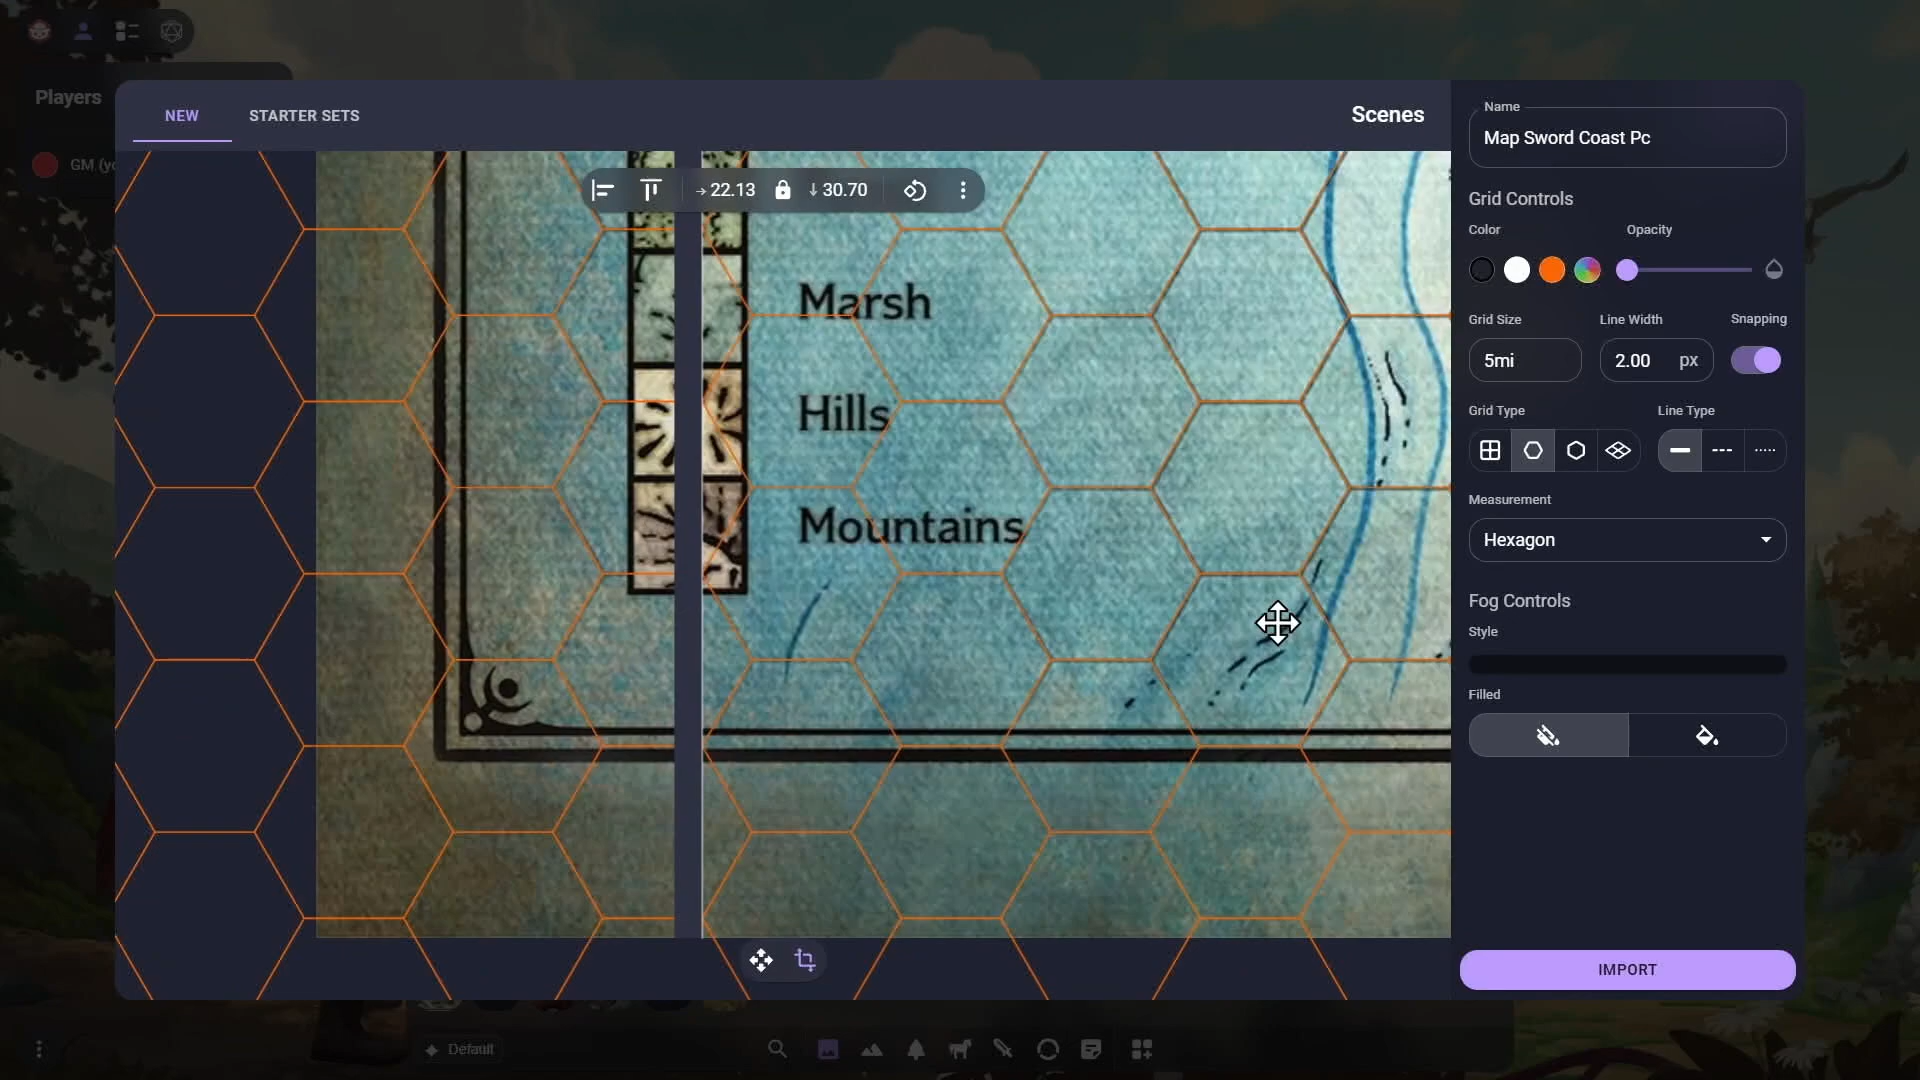 Players
GM (yo
NEW
STARTER SETS
Scenes
22.13
30.70
Marsh
Hills
Mountains
Name
Map Sword Coast Pc
Grid Controls
Color
Opacity
Grid Size
Line Width
Snapping
5mi
2.00
px
Grid Type
Line Type
Measurement
Hexagon
Fog Controls
Style
Filled
IMPORT
Default